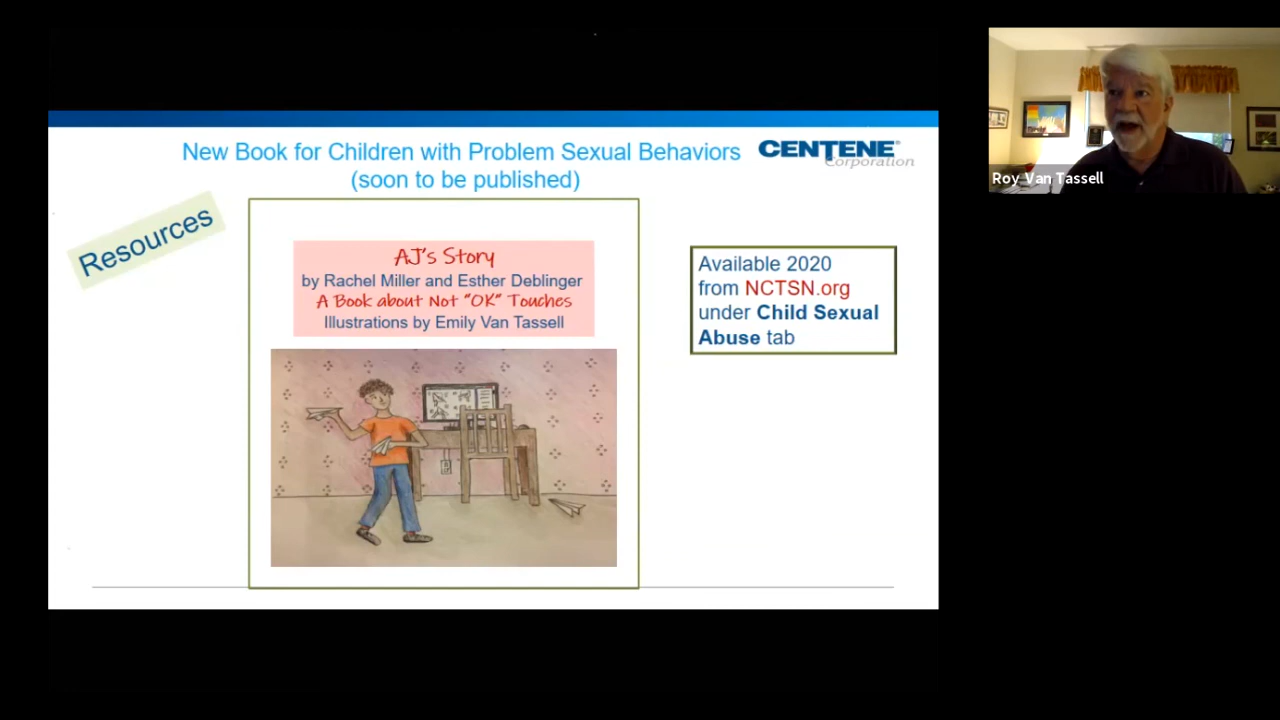 New Book for Children with Problem Sexual Behaviors
(soon to be published)
CENTENE®
Corporation
Resources
AJ's Story
by Rachel Miller and Esther Deblinger
A Book about Not "OK" Touches
Illustrations by Emily Van Tassell
Available 2020
from NCTSN.org
under Child Sexual
Abuse tab
Roy Van Tassell